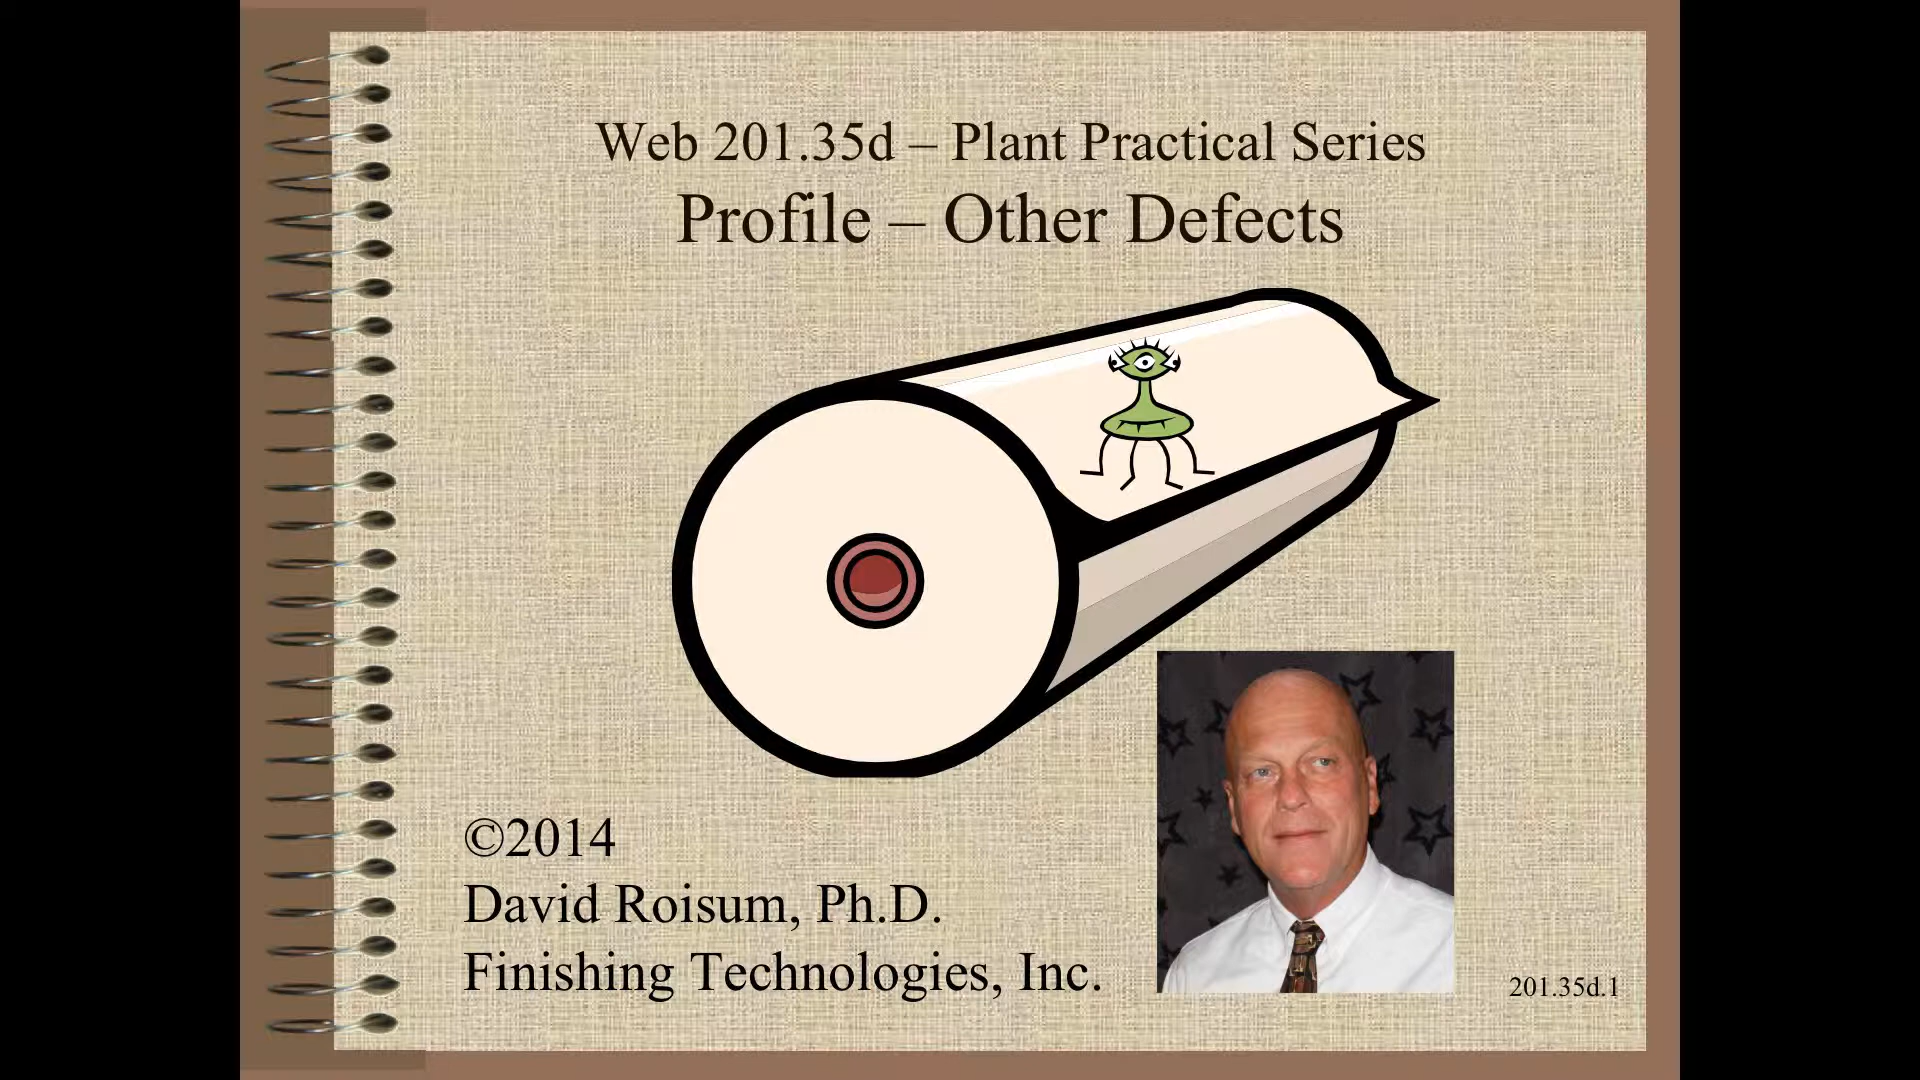 Web 201.35d – Plant Practical Series
Profile – Other Defects
©2014
David Roisum, Ph.D.
Finishing Technologies, Inc.
201.35d.1